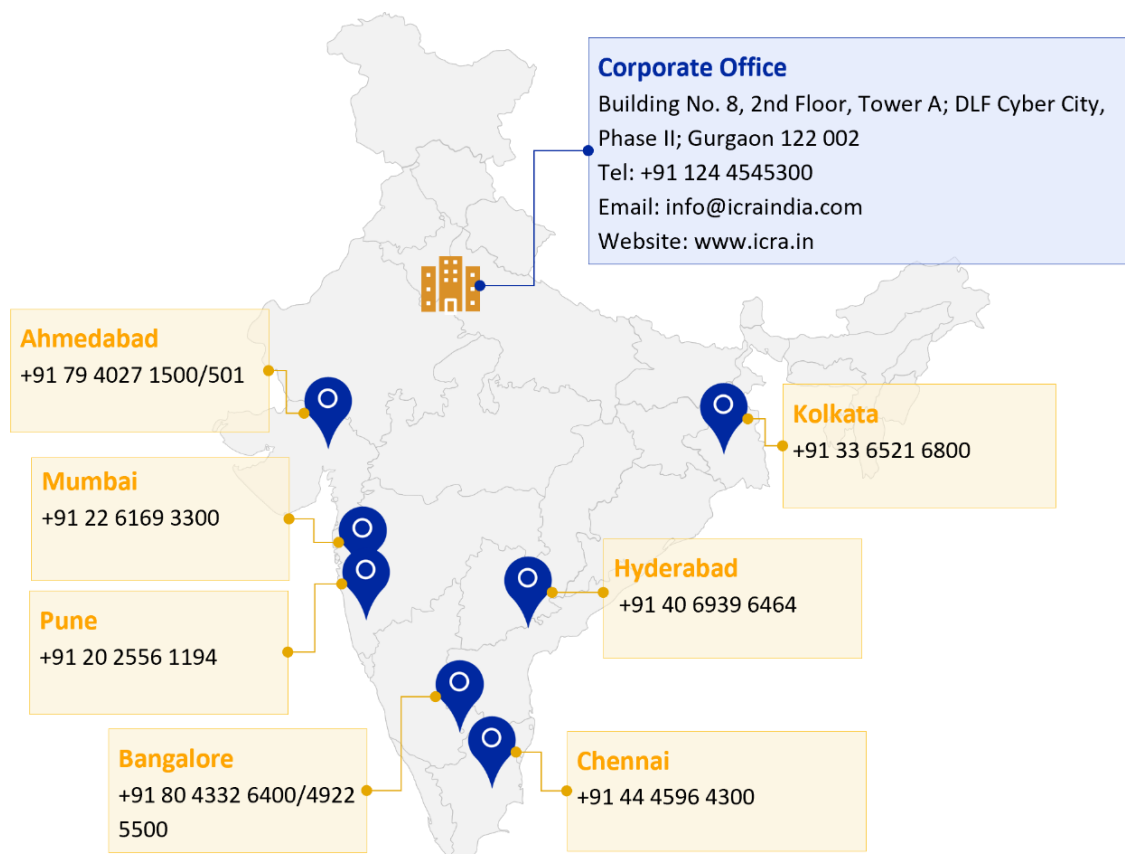 Corporate Office
Building No. 8, 2nd Floor, Tower A; DLF Cyber City,
Phase II; Gurgaon 122 002
Tel: +91 124 4545300
Email: info@icraindia.com
Website: www.icra.in
Ahmedabad
+91 79 4027 1500/501
Kolkata
+91 33 6521 6800
Mumbai
+91 22 6169 3300
Hyderabad
+91 40 6939 6464
Pune
+91 20 2556 1194
Bangalore
+91 80 4332 6400/4922
5500
Chennai
+91 44 4596 4300